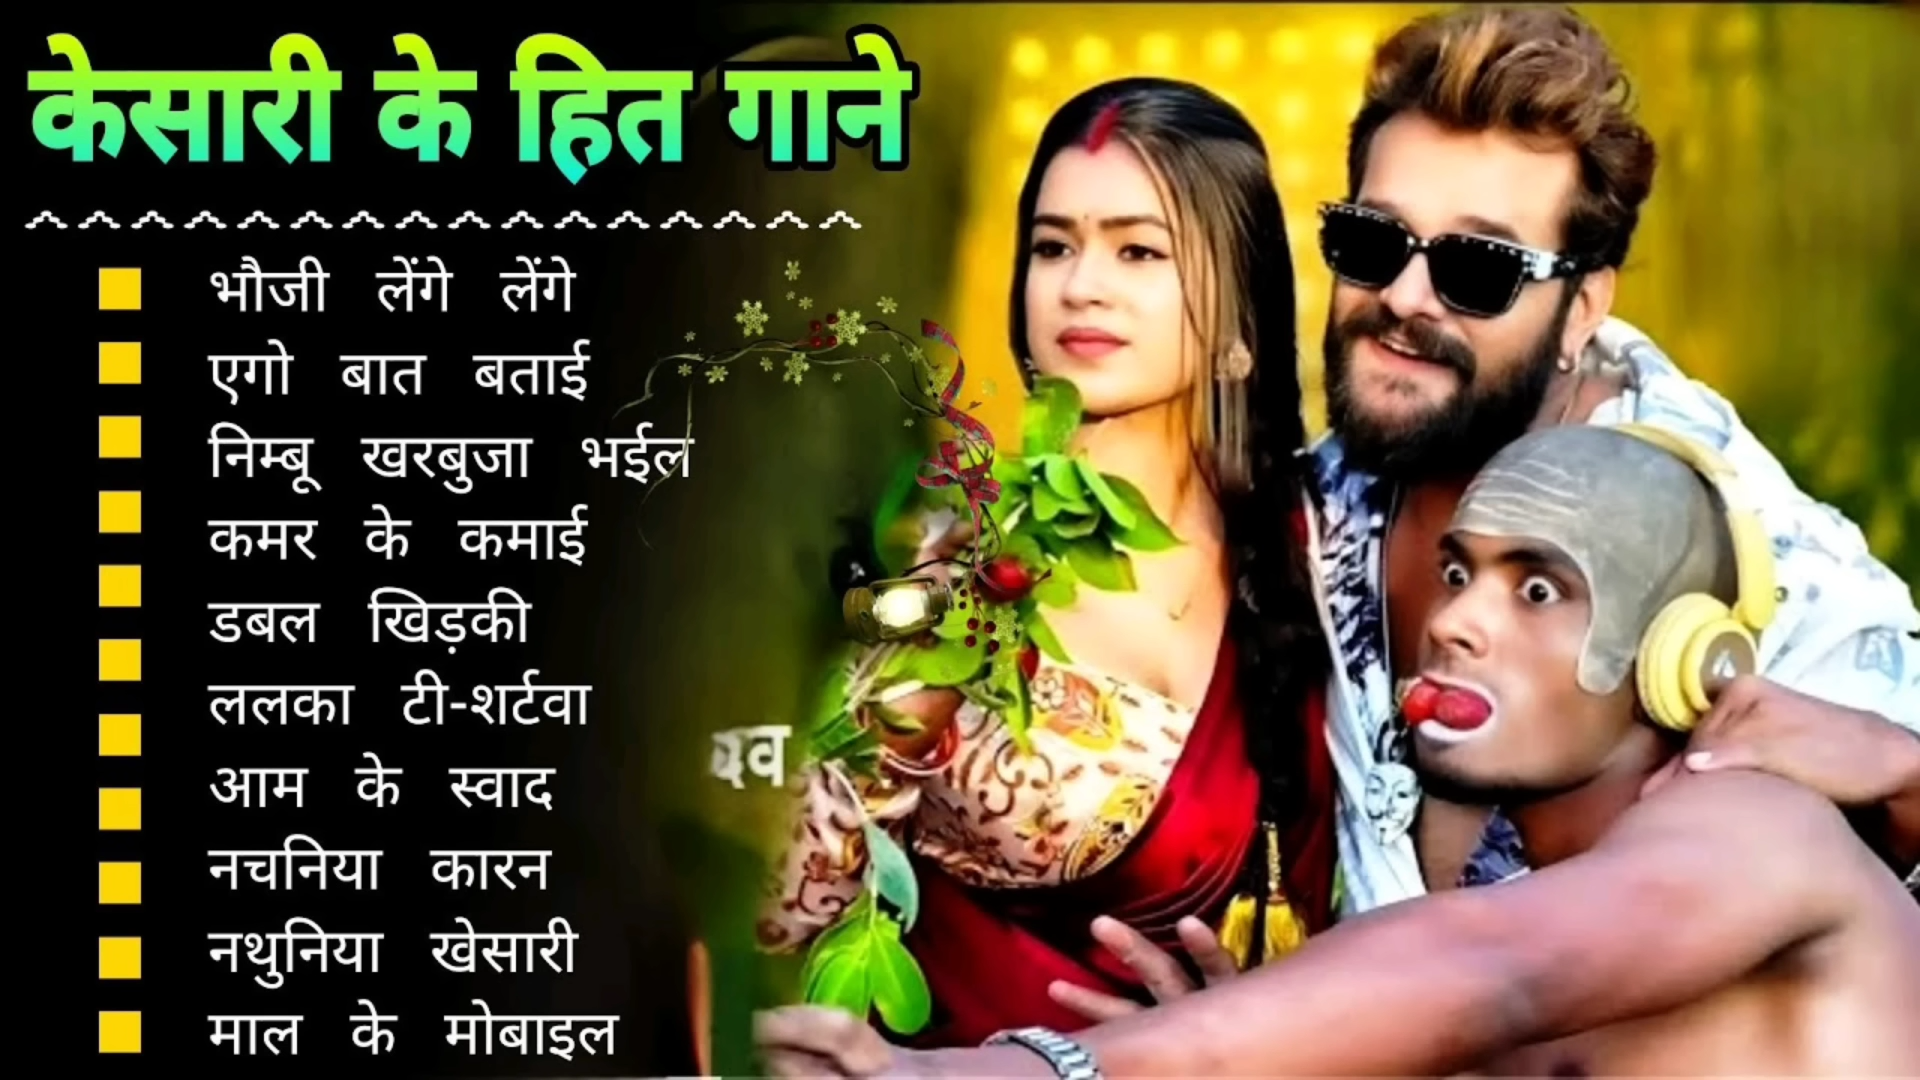 केसारी के हित गाने
भौजी लेंगे लेंगे
एगो बात बताई
निम्बू खरबुजा भईल
कमर के कमाई
डबल खिड़की
ललका टी-शर्टवा
आम के स्वाद
नचनिया कारन
नथुनिया खेसारी
माल के मोबाइल